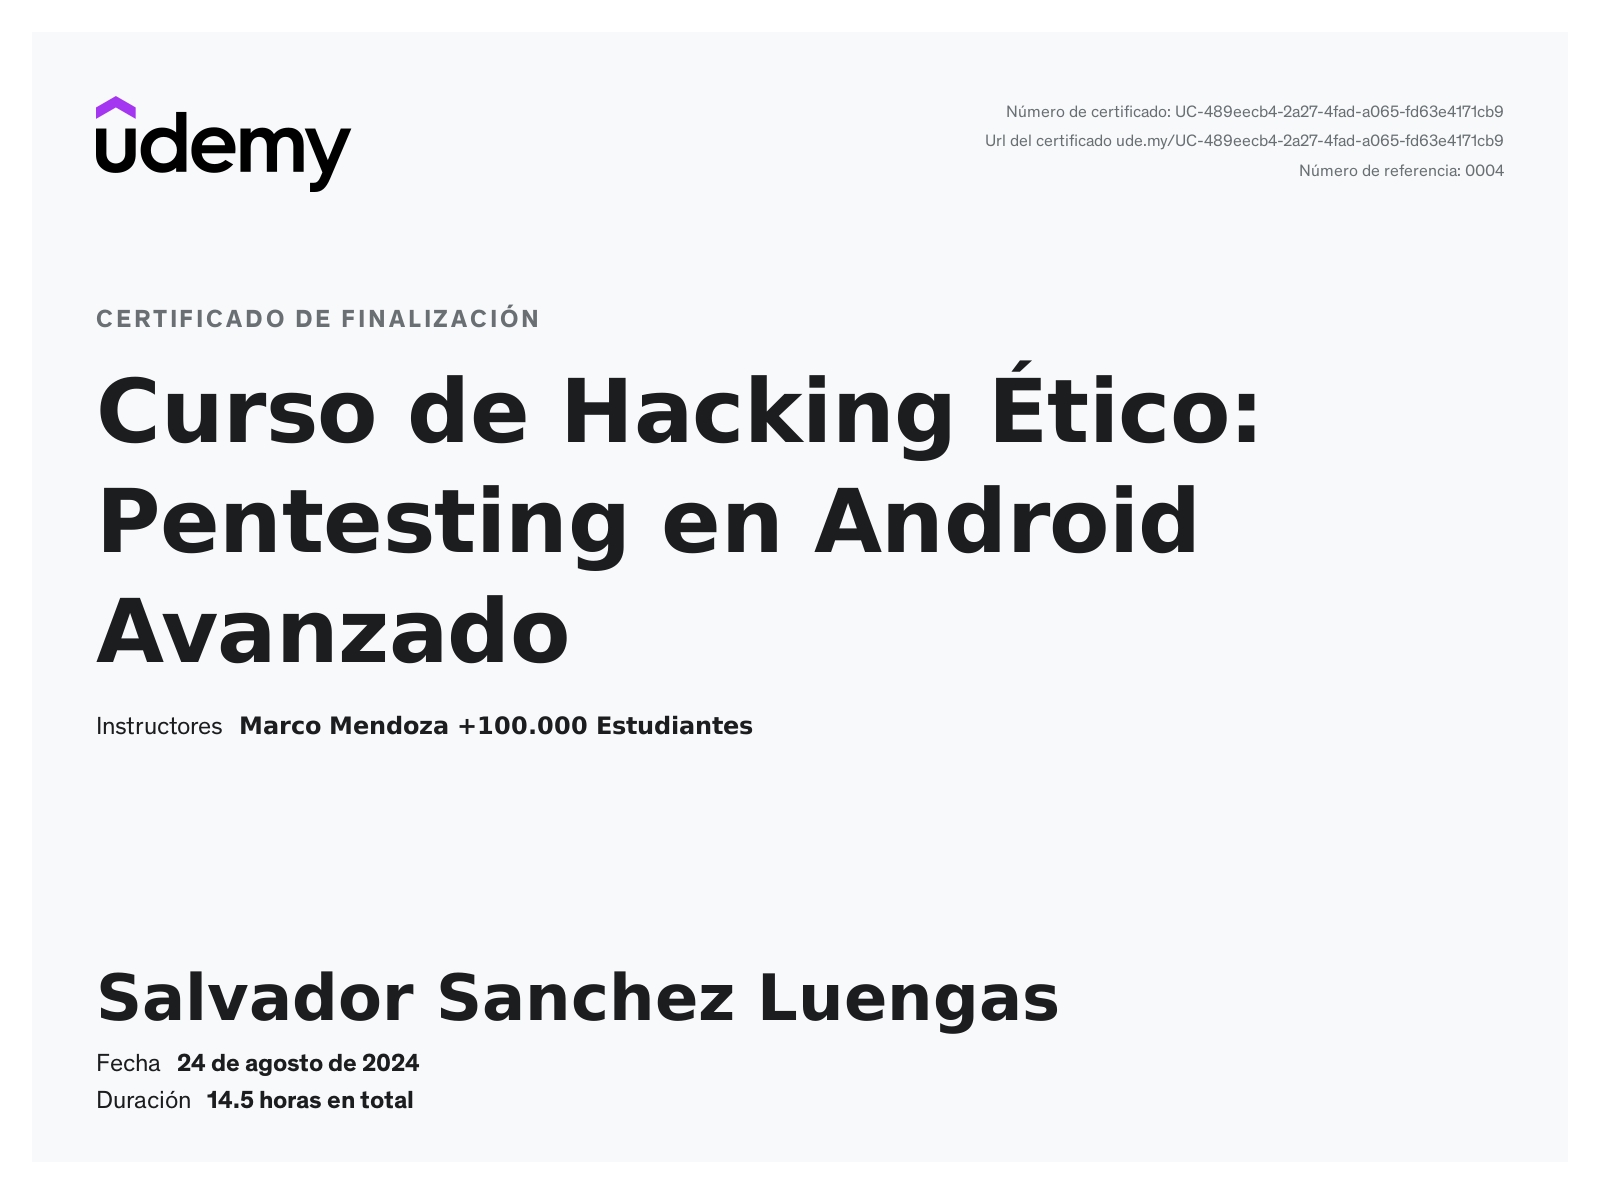 udemy
Número de certificado: UC-489eecb4-2a27-4fad-a065-fd63e4171cb9
Url del certificado ude.my/UC-489eecb4-2a27-4fad-a065-fd63e4171cb9
Número de referencia: 0004
CERTIFICADO DE FINALIZACIÓN
Curso de Hacking Ético:
Pentesting en Android
Avanzado
Instructores Marco Mendoza +100.000 Estudiantes
Salvador Sanchez Luengas
Fecha 24 de agosto de 2024
Duración 14.5 horas en total